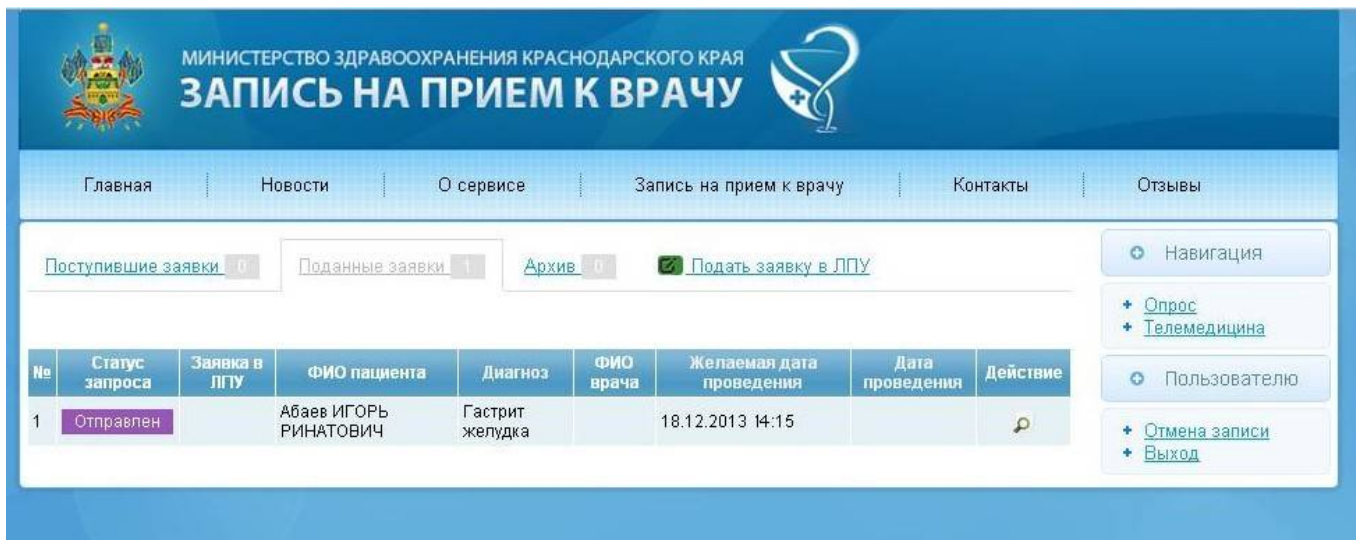 МИНИСТЕРСТВО ЗДРАВООХРАНЕНИЯ КРАСНОДАРСКОГО КРАЯ
ЗАПИСЬ НА ПРИЕМ К ВРАЧУ
Главная Новости О сервисе Запись на прием к врачу Контакты Отзывы
Поступившие заявки 0 Поданные заявки 1 Архив 0 Подать заявку в ЛПУ
№ Статус запроса Заявка в ЛПУ ФИО пациента Диагноз ФИО врача Желаемая дата проведения Дата проведения Действие
1 Отправлен Абаев ИГОРЬ РИНАТОВИЧ Гастрит желудка 18.12.2013 14:15
Навигация
Опрос
Телемедицина
Пользователю
Отмена записи
Выход